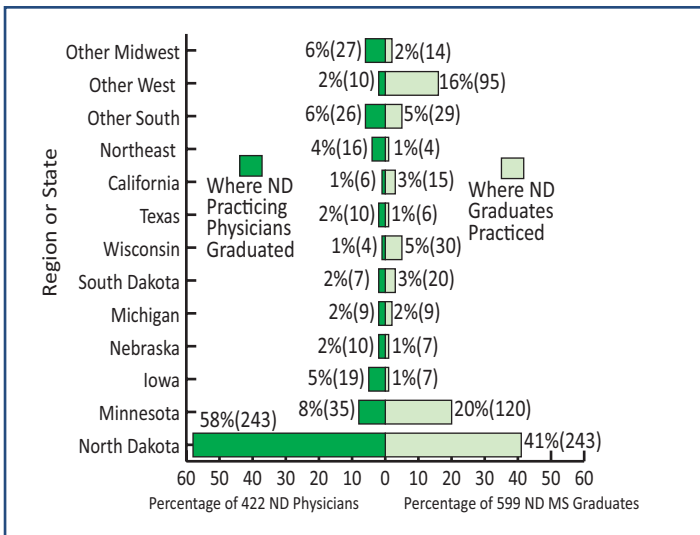 Region or State
Other Midwest 6%(27) 2%(14)
Other West 2%(10) 16%(95)
Other South 6%(26) 5%(29)
Northeast 4%(16) 1%(4)
California 1%(6) 3%(15)
Texas 2%(10) 1%(6)
Wisconsin 1%(4) 5%(30)
South Dakota 2%(7) 3%(20)
Michigan 2%(9) 2%(9)
Nebraska 2%(10) 1%(7)
Iowa 5%(19) 1%(7)
Minnesota 8%(35) 20%(120)
North Dakota 58%(243) 41%(243)
Where ND
Practicing
Physicians
Graduated
Where ND
Graduates
Practiced
60 50 40 30 20 10 0 10 20 30 40 50 60
Percentage of 422 ND Physicians Percentage of 599 ND MS Graduates